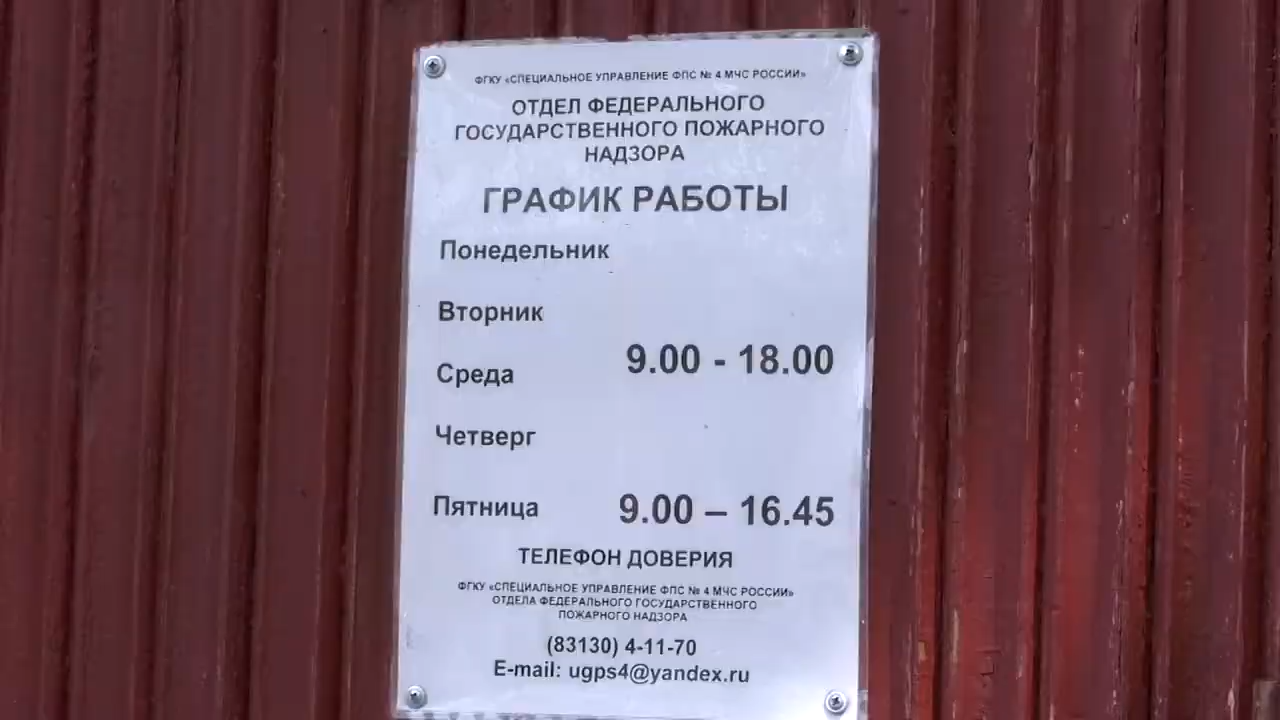 ФГКУ «СПЕЦИАЛЬНОЕ УПРАВЛЕНИЕ ФПС № 4 МЧС РОССИИ»
ОТДЕЛ ФЕДЕРАЛЬНОГО
ГОСУДАРСТВЕННОГО ПОЖАРНОГО
НАДЗОРА
ГРАФИК РАБОТЫ
Понедельник
Вторник
9.00 - 18.00
Среда
Четверг
Пятница 9.00 – 16.45
ТЕЛЕФОН ДОВЕРИЯ
ФГКУ «СПЕЦИАЛЬНОЕ УПРАВЛЕНИЕ ФПС № 4 МЧС РОССИИ»
ОТДЕЛА ФЕДЕРАЛЬНОГО ГОСУДАРСТВЕННОГО
ПОЖАРНОГО НАДЗОРА
(83130) 4-11-70
E-mail: ugps4@yandex.ru